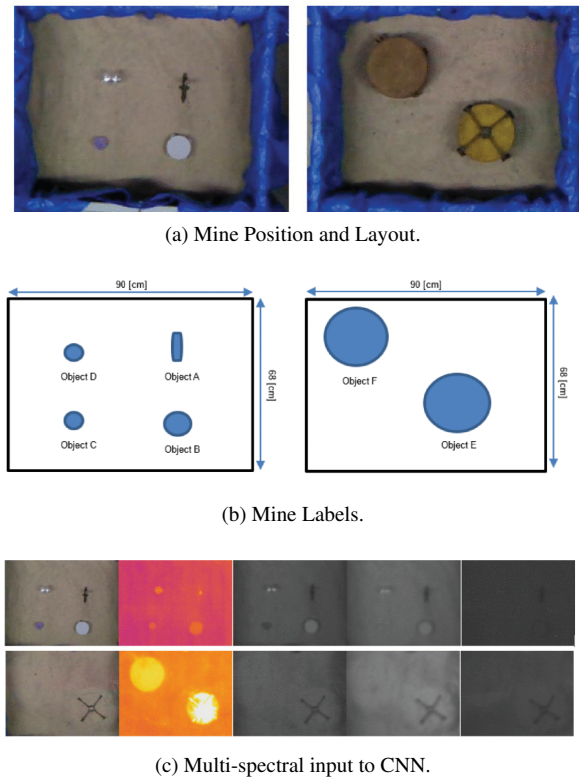 (a) Mine Position and Layout.
90 [cm]
90 [cm]
Object D
Object A
Object F
68 [cm]
68 [cm]
Object C
Object B
Object E
(b) Mine Labels.
(c) Multi-spectral input to CNN.